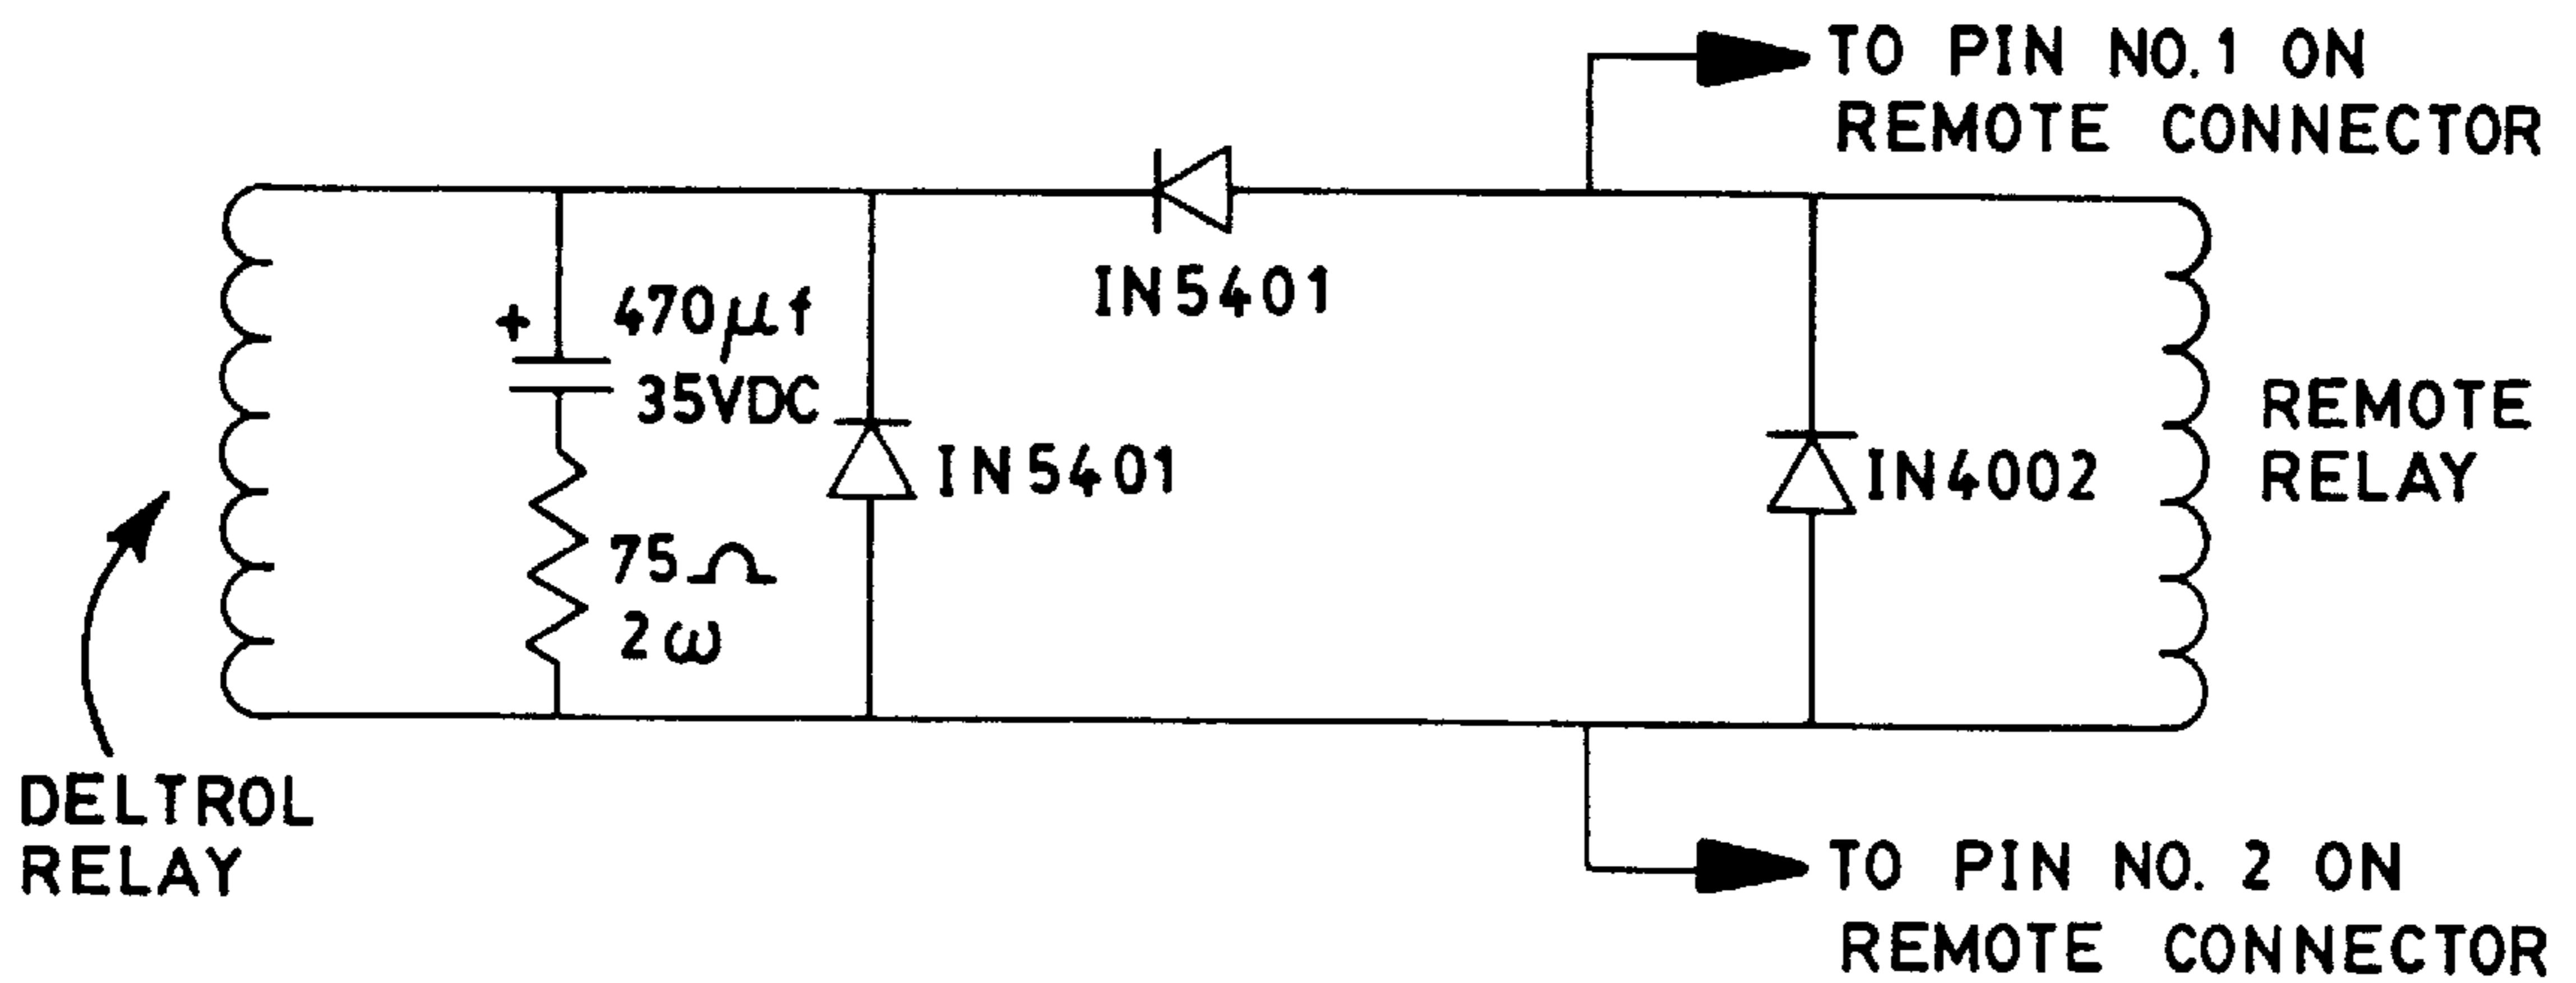 TO PIN NO. 1 ON
REMOTE CONNECTOR
IN5401
+ 470µf
35VDC
IN5401
75Ω
2ω
IN4002
REMOTE
RELAY
DELTROL
RELAY
TO PIN NO. 2 ON
REMOTE CONNECTOR